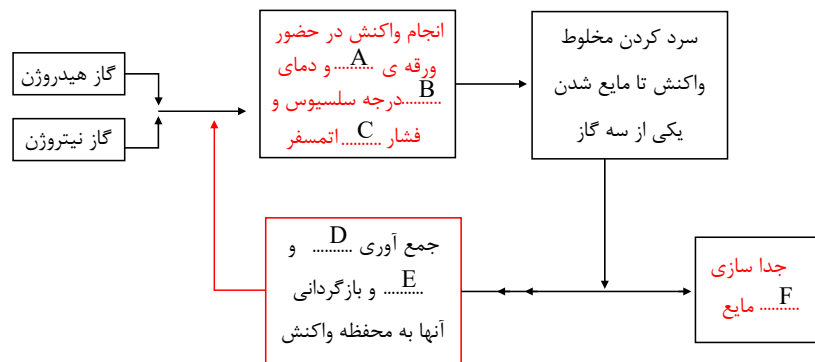 گاز هیدروژن
گاز نیتروژن
انجام واکنش در حضور
ورقه ی ...A... و دمای
...B...درجه سلسیوس و
فشار ...C... اتمسفر
سرد کردن مخلوط
واکنش تا مایع شدن
یکی از سه گاز
جمع آوری ...D... و
...E... و بازگردانی
آنها به محفظه واکنش
جدا سازی
...F... مایع